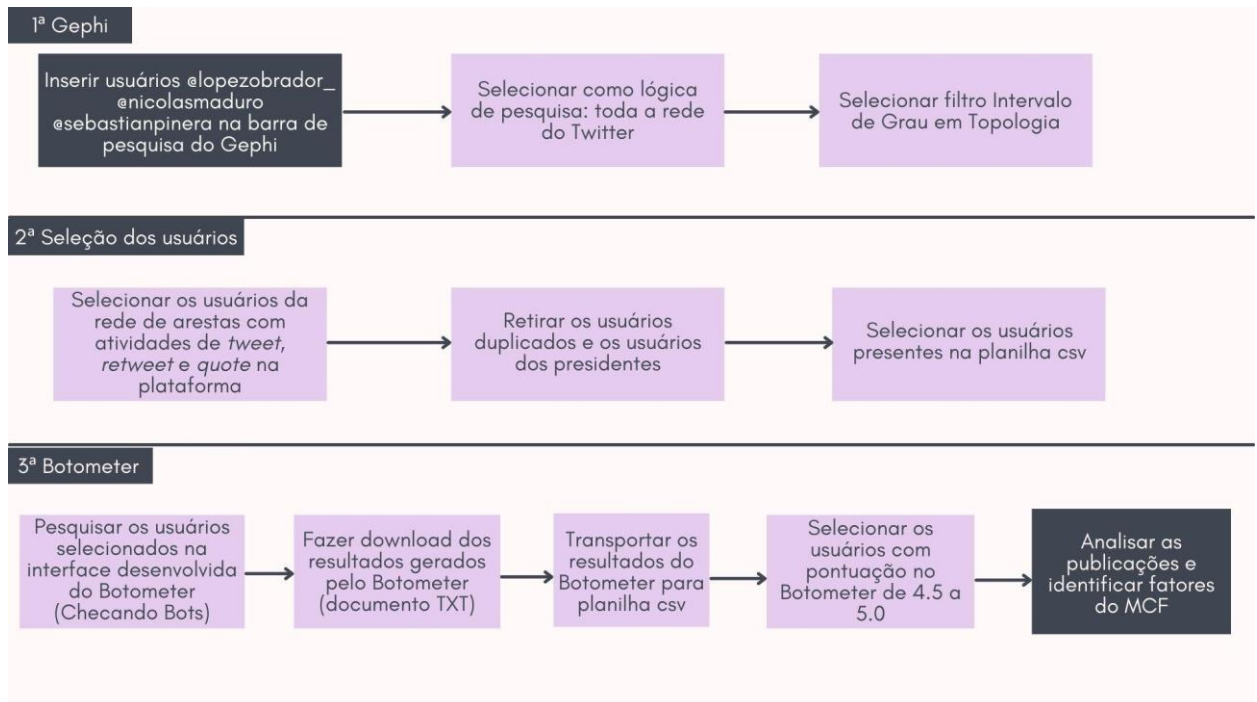 1ª Gephi
Inserir usuários @lopezobrador_
@nicolasmaduro
@sebastianpinera na barra de
pesquisa do Gephi
Selecionar como lógica
de pesquisa: toda a rede
do Twitter
Selecionar filtro Intervalo
de Grau em Topologia
2ª Seleção dos usuários
Selecionar os usuários da
rede de arestas com
atividades de tweet,
retweet e quote na
plataforma
Retirar os usuários
duplicados e os usuários
dos presidentes
Selecionar os usuários
presentes na planilha csv
3ª Botometer
Pesquisar os usuários
selecionados na
interface desenvolvida
do Botometer
(Checando Bots)
Fazer download dos
resultados gerados
pelo Botometer
(documento TXT)
Transportar os
resultados do
Botometer para
planilha csv
Selecionar os
usuários com
pontuação no
Botometer de 4.5 a
5.0
Analisar as
publicações e
identificar fatores
do MCF